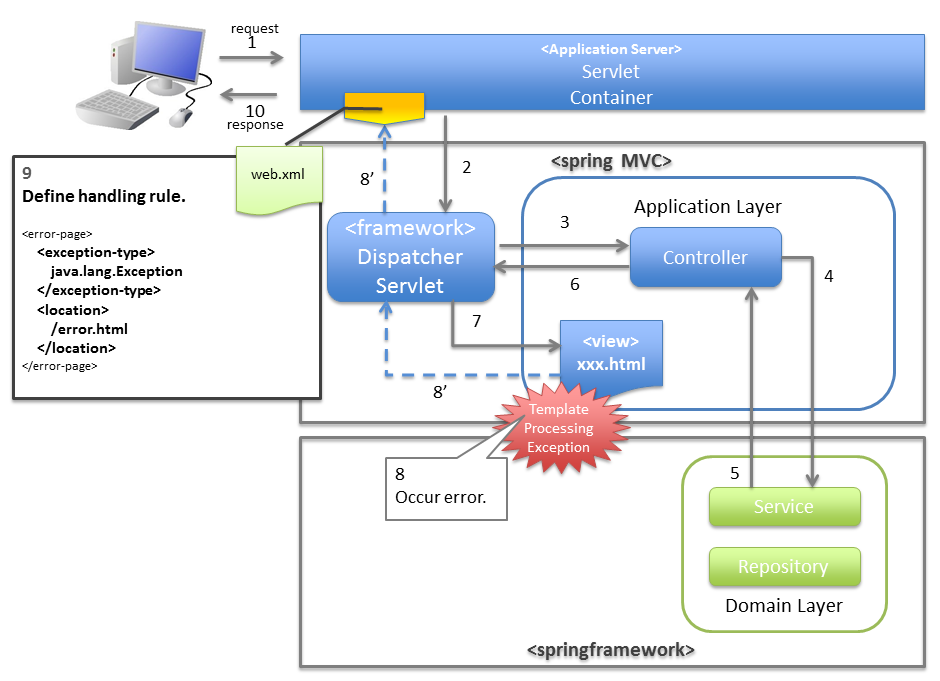 request
1
10
response
<Application Server>
Servlet
Container
web.xml
9
Define handling rule.
<error-page>
<exception-type>
java.lang.Exception
</exception-type>
<location>
/error.html
</location>
</error-page>
8’
2
<spring MVC>
Application Layer
<framework>
Dispatcher
Servlet
3
6
Controller
4
7
<view>
xxx.html
8’
Template
Processing
Exception
8
Occur error.
5
Service
Repository
Domain Layer
<springframework>